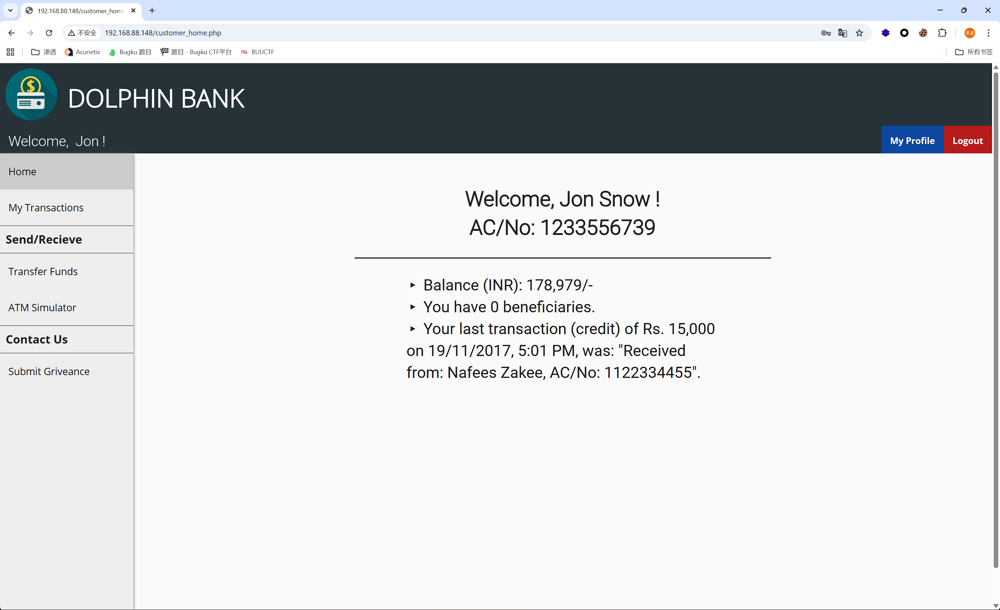 192.168.88.148/customer_home
不安全
192.168.88.148/customer_home.php
昊睿
渗透
Acunetix
Bugku 题目
题目 - Bugku CTF平台
BUUCTF
所有书签
DOLPHIN BANK
Welcome, Jon !
My Profile
Logout
Home
My Transactions
Send/Recieve
Transfer Funds
ATM Simulator
Contact Us
Submit Griveance
Welcome, Jon Snow !
AC/No: 1233556739
‣ Balance (INR): 178,979/-
‣ You have 0 beneficiaries.
‣ Your last transaction (credit) of Rs. 15,000
on 19/11/2017, 5:01 PM, was: "Received
from: Nafees Zakee, AC/No: 1122334455".